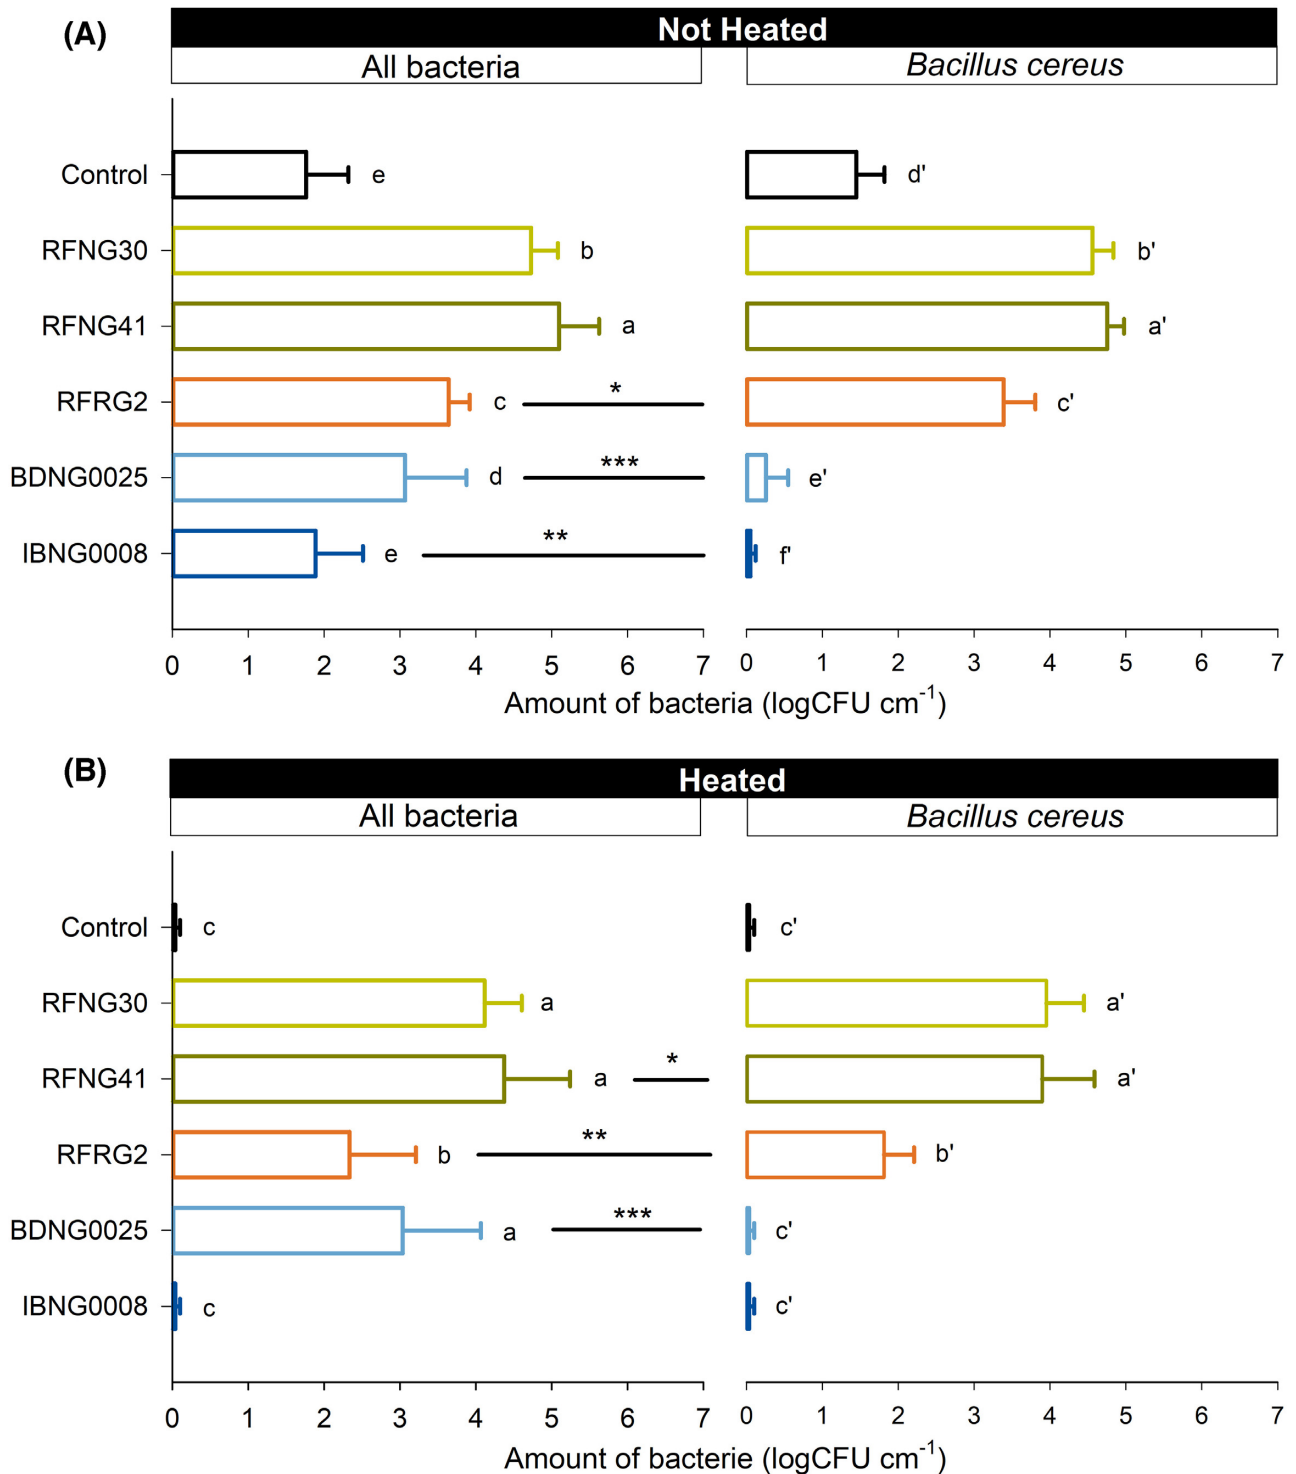 (A)
Not Heated
All bacteria
Bacillus cereus
Control
e
d'
RFNG30
b
b'
RFNG41
a
a'
RFRG2
c
*
c'
BDNG0025
d
***
e'
IBNG0008
e
**
f'
0 1 2 3 4 5 6 7
0 1 2 3 4 5 6 7
Amount of bacteria (logCFU cm-1)
(B)
Heated
All bacteria
Bacillus cereus
Control
c
c'
RFNG30
a
a'
RFNG41
a
*
a'
RFRG2
b
**
b'
BDNG0025
a
***
c'
IBNG0008
c
c'
0 1 2 3 4 5 6 7
0 1 2 3 4 5 6 7
Amount of bacterie (logCFU cm-1)